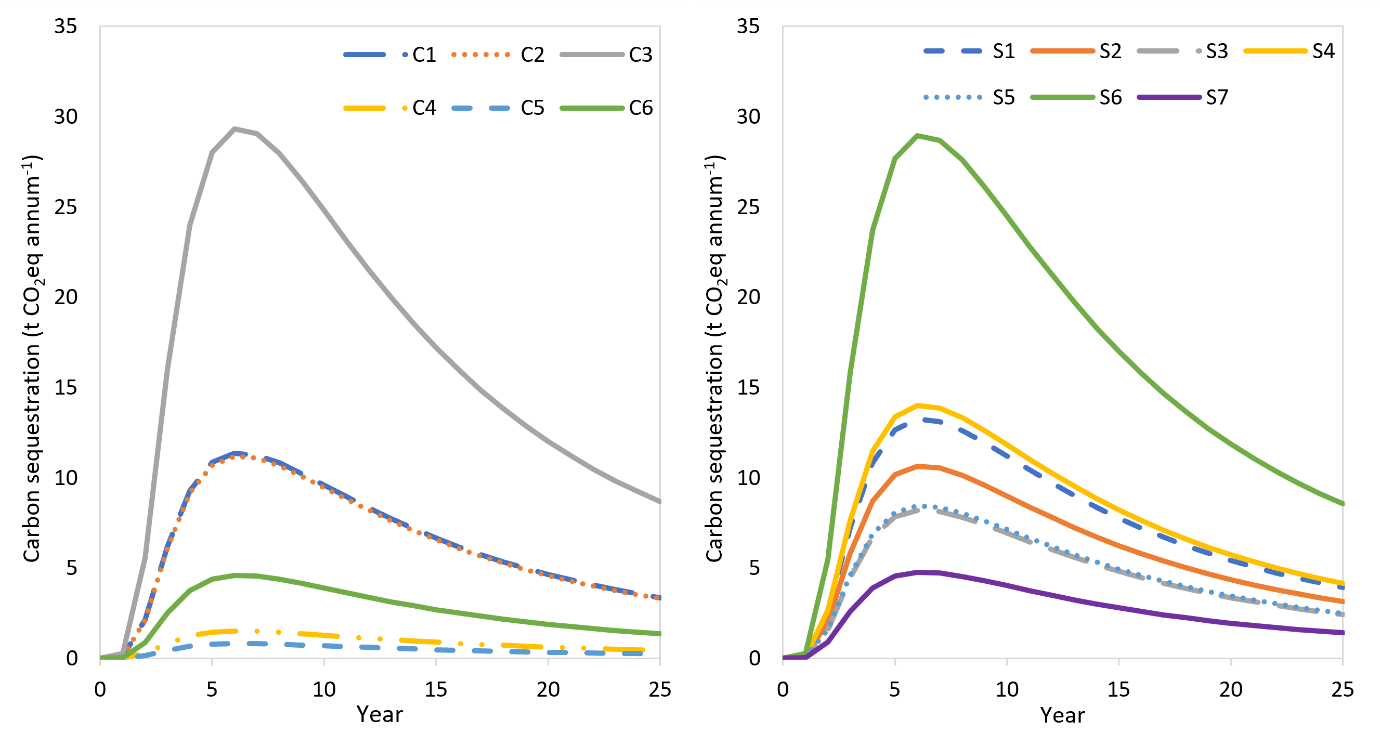 35
30
25
20
15
10
5
0
Carbon sequestration (t CO₂eq annum⁻¹)
C1 C2 C3
C4 C5 C6
0 5 10 15 20 25
Year
35
30
25
20
15
10
5
0
Carbon sequestration (t CO₂eq annum⁻¹)
S1 S2 S3 S4
S5 S6 S7
0 5 10 15 20 25
Year